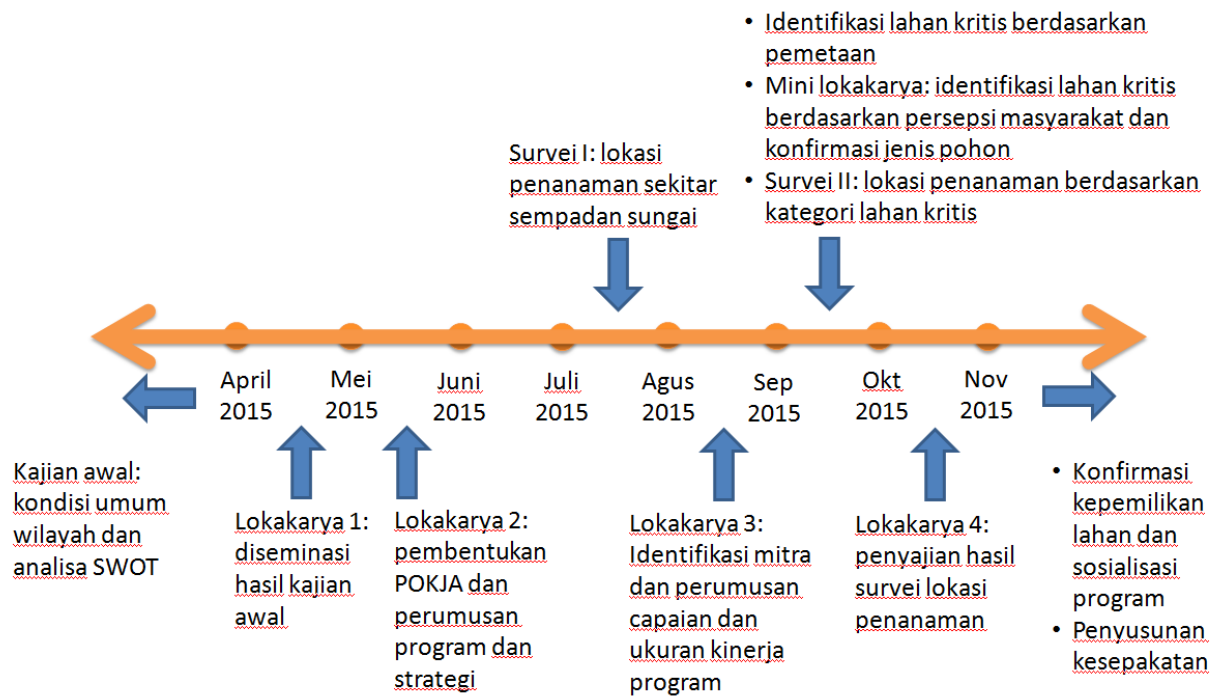 • Identifikasi lahan kritis berdasarkan
pemetaan
• Mini lokakarya: identifikasi lahan kritis
berdasarkan persepsi masyarakat dan
konfirmasi jenis pohon
• Survei II: lokasi penanaman berdasarkan
kategori lahan kritis
Survei I: lokasi
penanaman sekitar
sempadan sungai
April
2015
Mei
2015
Juni
2015
Juli
2015
Agus
2015
Sep
2015
Okt
2015
Nov
2015
Kajian awal:
kondisi umum
wilayah dan
analisa SWOT
Lokakarya 1:
diseminasi
hasil kajian
awal
Lokakarya 2:
pembentukan
POKJA dan
perumusan
program dan
strategi
Lokakarya 3:
Identifikasi mitra
dan perumusan
capaian dan
ukuran kinerja
program
Lokakarya 4:
penyajian hasil
survei lokasi
penanaman
• Konfirmasi
kepemilikan
lahan dan
sosialisasi
program
• Penyusunan
kesepakatan